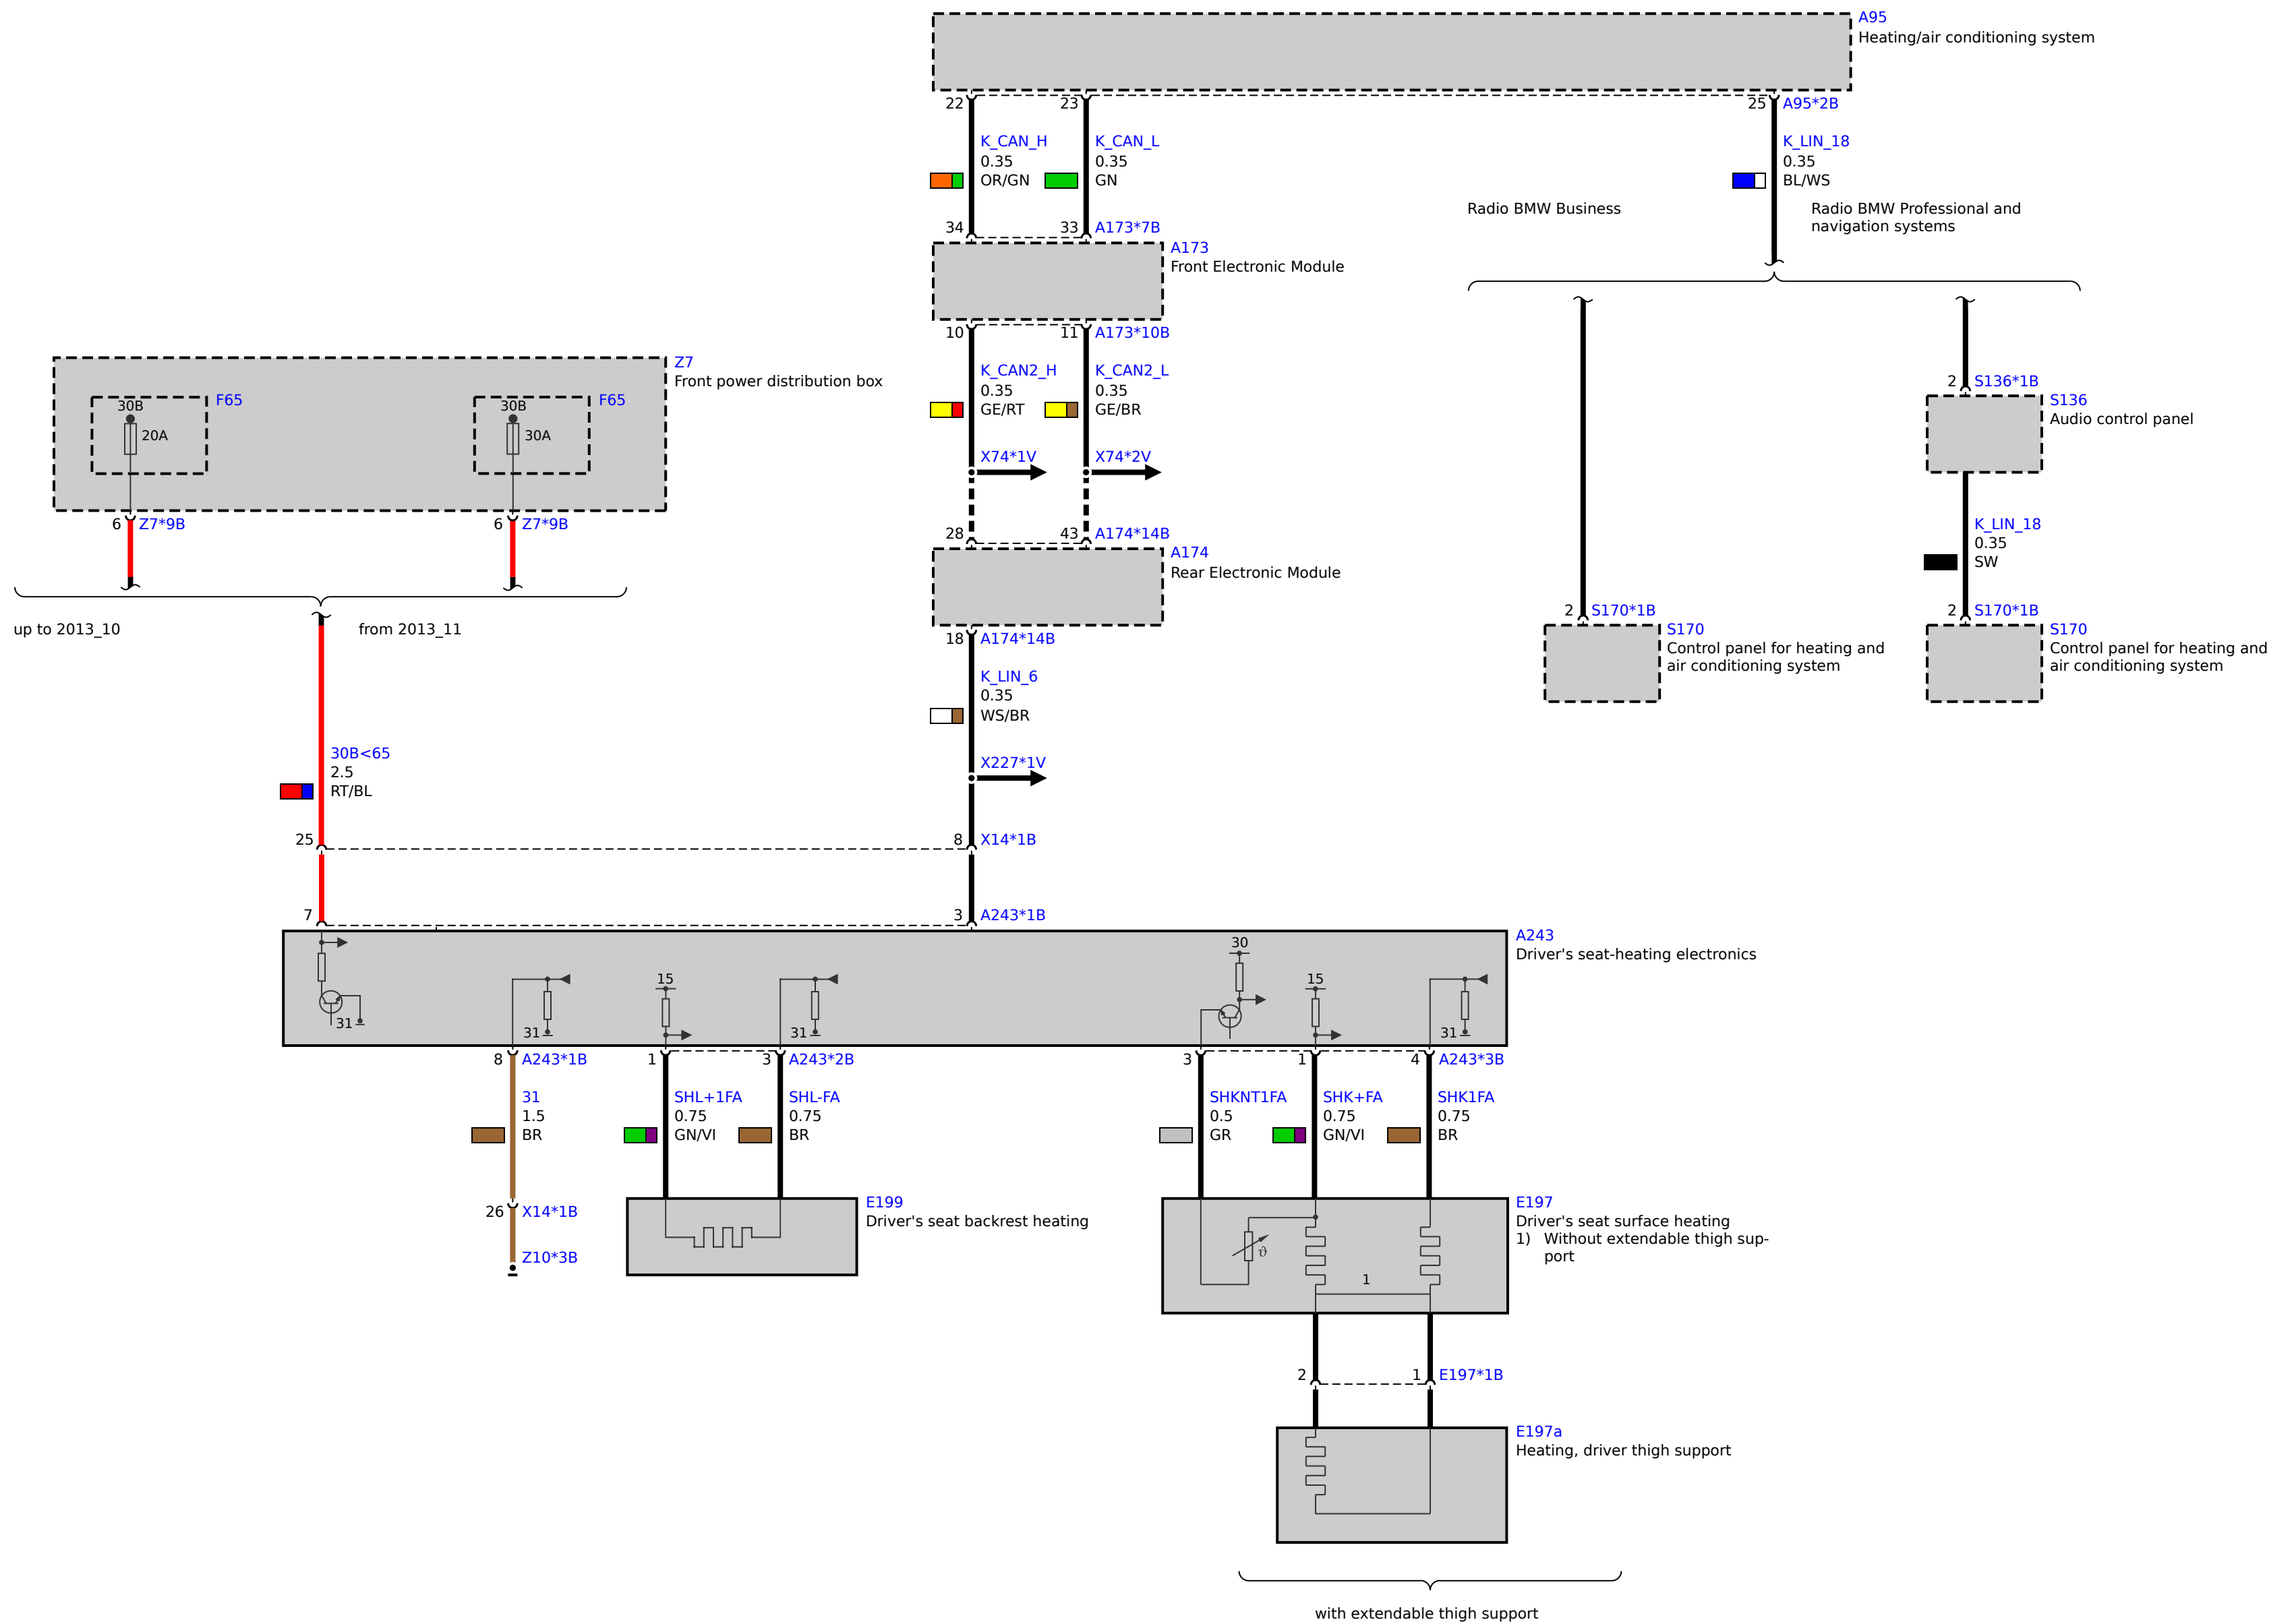 A95
Heating/air conditioning system
22
23
25
A95*2B
K_CAN_H
0.35
OR/GN
K_CAN_L
0.35
GN
K_LIN_18
0.35
BL/WS
Radio BMW Business
Radio BMW Professional and
navigation systems
34
33
A173*7B
A173
Front Electronic Module
10
11
A173*10B
K_CAN2_H
0.35
GE/RT
K_CAN2_L
0.35
GE/BR
X74*1V
X74*2V
28
43
A174*14B
A174
Rear Electronic Module
18
A174*14B
K_LIN_6
0.35
WS/BR
X227*1V
2
S136*1B
S136
Audio control panel
K_LIN_18
0.35
SW
2
S170*1B
S170
Control panel for heating and
air conditioning system
2
S170*1B
S170
Control panel for heating and
air conditioning system
Z7
Front power distribution box
30B
F65
20A
30B
F65
30A
6
Z7*9B
6
Z7*9B
up to 2013_10
from 2013_11
30B<65
2.5
RT/BL
25
8
X14*1B
7
3
A243*1B
A243
Driver's seat-heating electronics
31
31
15
31
30
15
31
8
A243*1B
1
3
A243*2B
3
1
4
A243*3B
31
1.5
BR
SHL+1FA
0.75
GN/VI
SHL-FA
0.75
BR
SHKNT1FA
0.5
GR
SHK+FA
0.75
GN/VI
SHK1FA
0.75
BR
26
X14*1B
Z10*3B
E199
Driver's seat backrest heating
E197
Driver's seat surface heating
1) Without extendable thigh sup-
port
ϑ
1
2
1
E197*1B
E197a
Heating, driver thigh support
with extendable thigh support